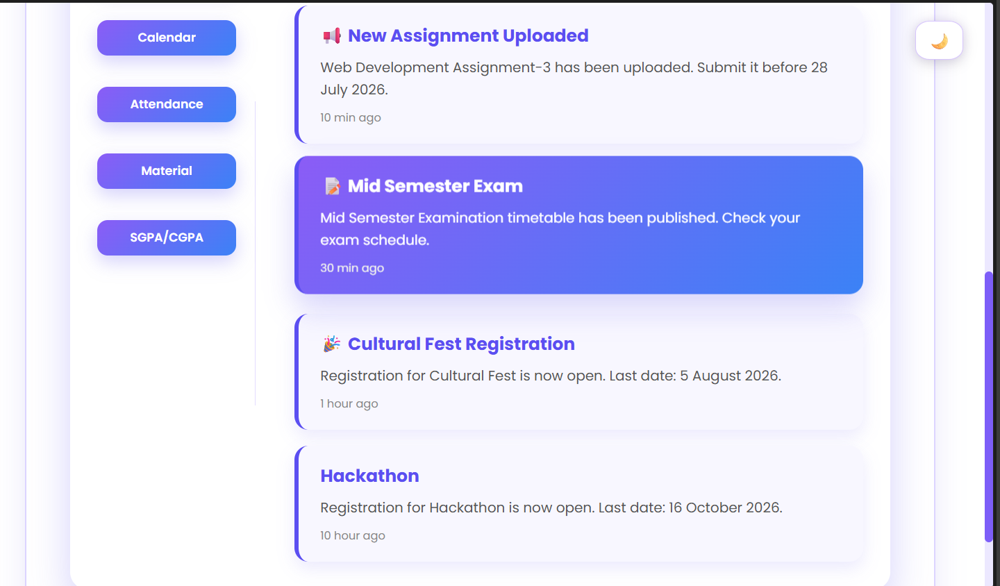 Calendar
Attendance
Material
SGPA/CGPA
📢 New Assignment Uploaded
Web Development Assignment-3 has been uploaded. Submit it before 28
July 2026.
10 min ago
📝 Mid Semester Exam
Mid Semester Examination timetable has been published. Check your
exam schedule.
30 min ago
🎉 Cultural Fest Registration
Registration for Cultural Fest is now open. Last date: 5 August 2026.
1 hour ago
Hackathon
Registration for Hackathon is now open. Last date: 16 October 2026.
10 hour ago